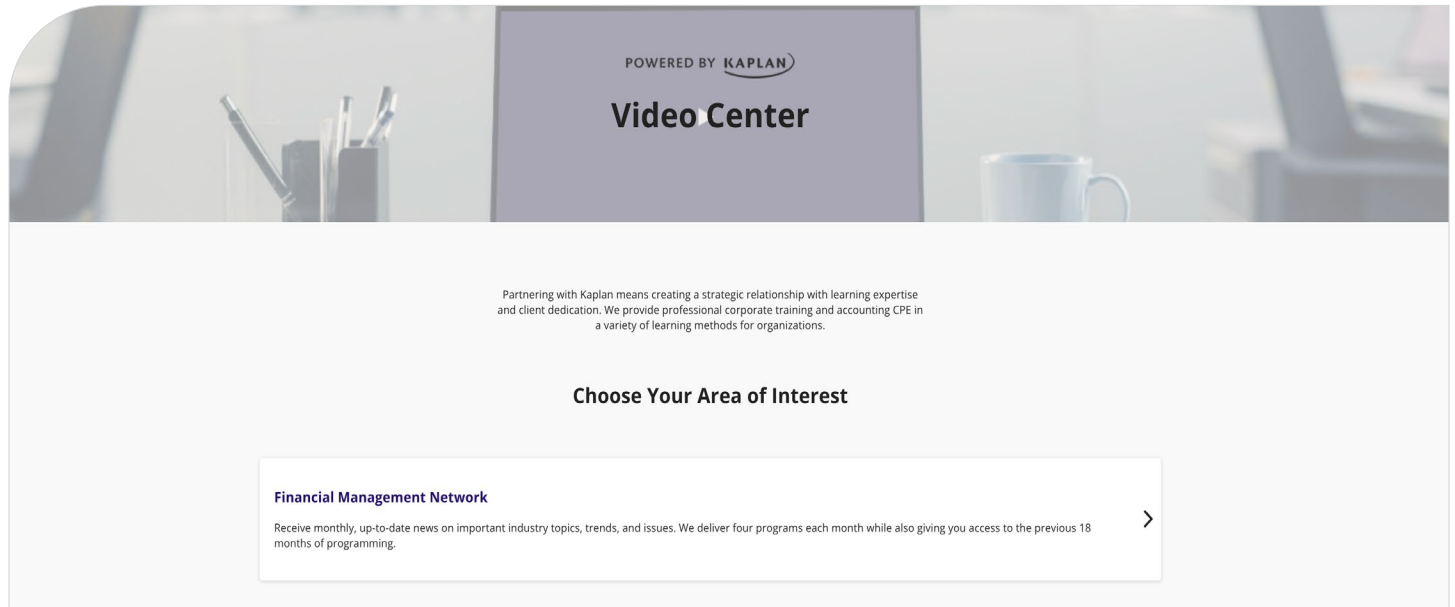 POWERED BY KAPLAN
Video Center
Partnering with Kaplan means creating a strategic relationship with learning expertise
and client dedication. We provide professional corporate training and accounting CPE in
a variety of learning methods for organizations.
Choose Your Area of Interest
Financial Management Network
Receive monthly, up-to-date news on important industry topics, trends, and issues. We deliver four programs each month while also giving you access to the previous 18
months of programming.